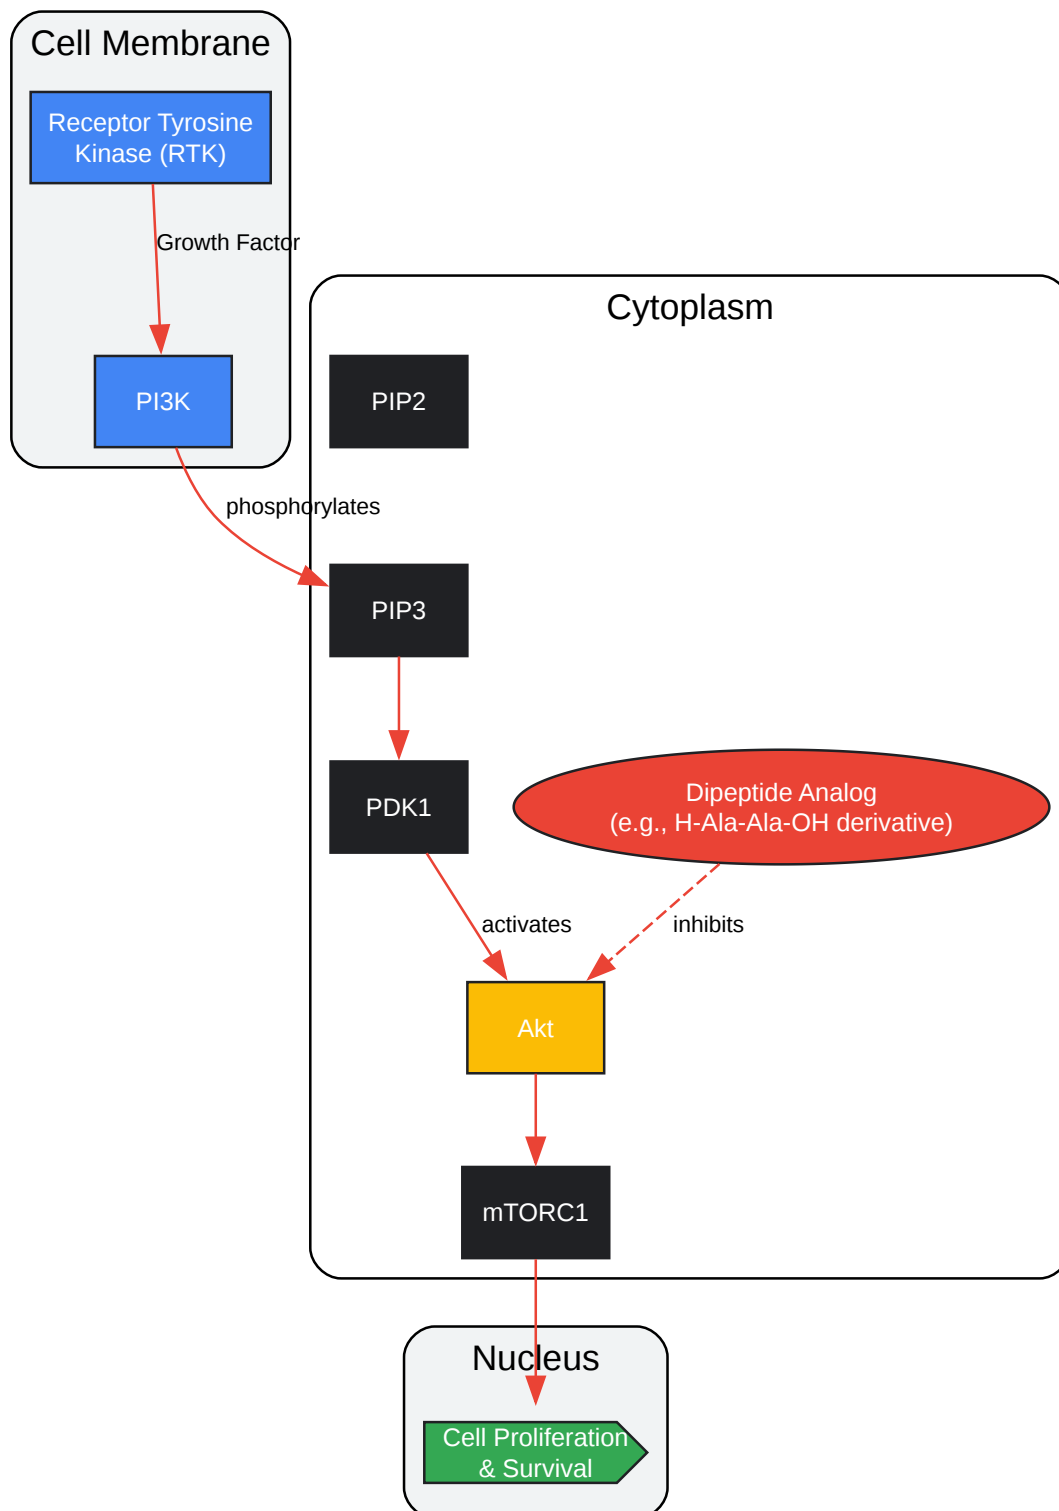 Cell Membrane
Receptor Tyrosine
Kinase (RTK)
Growth Factor
Cytoplasm
PI3K
PIP2
phosphorylates
PIP3
PDK1
Dipeptide Analog
(e.g., H-Ala-Ala-OH derivative)
activates
inhibits
Akt
mTORC1
Nucleus
Cell Proliferation
& Survival